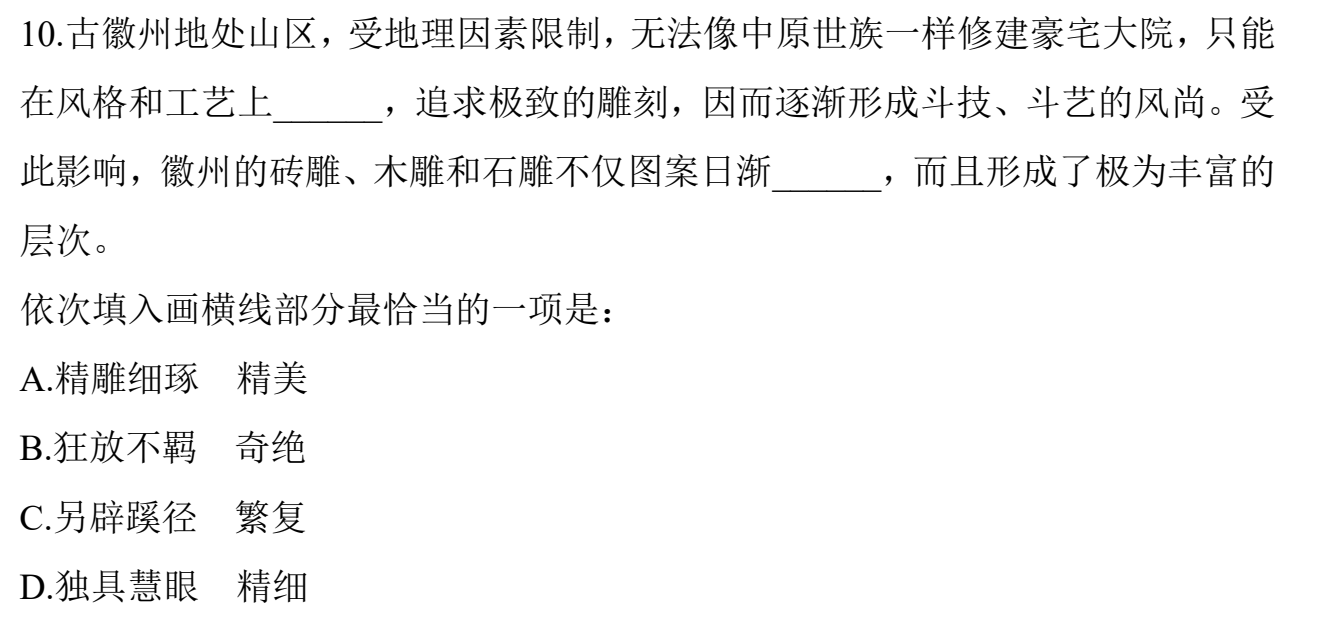 10.古徽州地处山区，受地理因素限制，无法像中原世族一样修建豪宅大院，只能
在风格和工艺上______，追求极致的雕刻，因而逐渐形成斗技、斗艺的风尚。受
此影响，徽州的砖雕、木雕和石雕不仅图案日渐______，而且形成了极为丰富的
层次。
依次填入画横线部分最恰当的一项是：
A.精雕细琢 精美
B.狂放不羁 奇绝
C.另辟蹊径 繁复
D.独具慧眼 精细